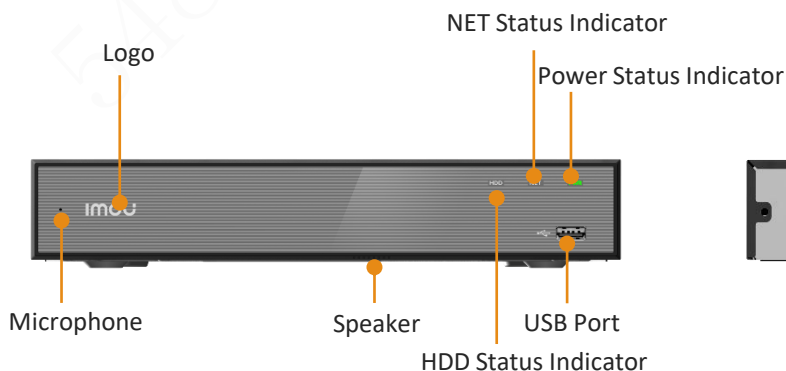 NET Status Indicator
Logo
Power Status Indicator
HDD
NET
imou
Microphone
Speaker
USB Port
HDD Status Indicator